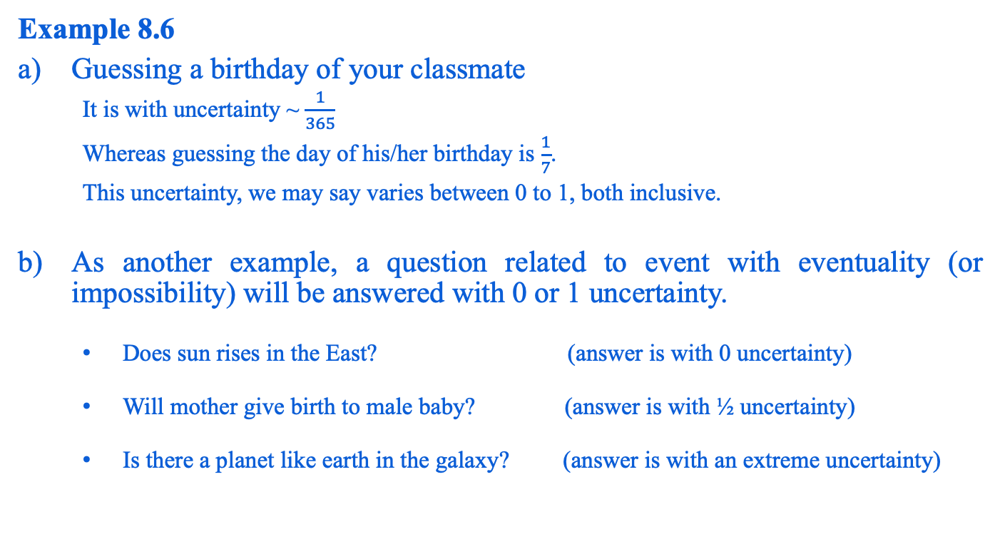 Example 8.6
a) Guessing a birthday of your classmate
It is with uncertainty ~ 1/365
Whereas guessing the day of his/her birthday is 1/7.
This uncertainty, we may say varies between 0 to 1, both inclusive.
b) As another example, a question related to event with eventuality (or
impossibility) will be answered with 0 or 1 uncertainty.
• Does sun rises in the East? (answer is with 0 uncertainty)
• Will mother give birth to male baby? (answer is with ½ uncertainty)
• Is there a planet like earth in the galaxy? (answer is with an extreme uncertainty)